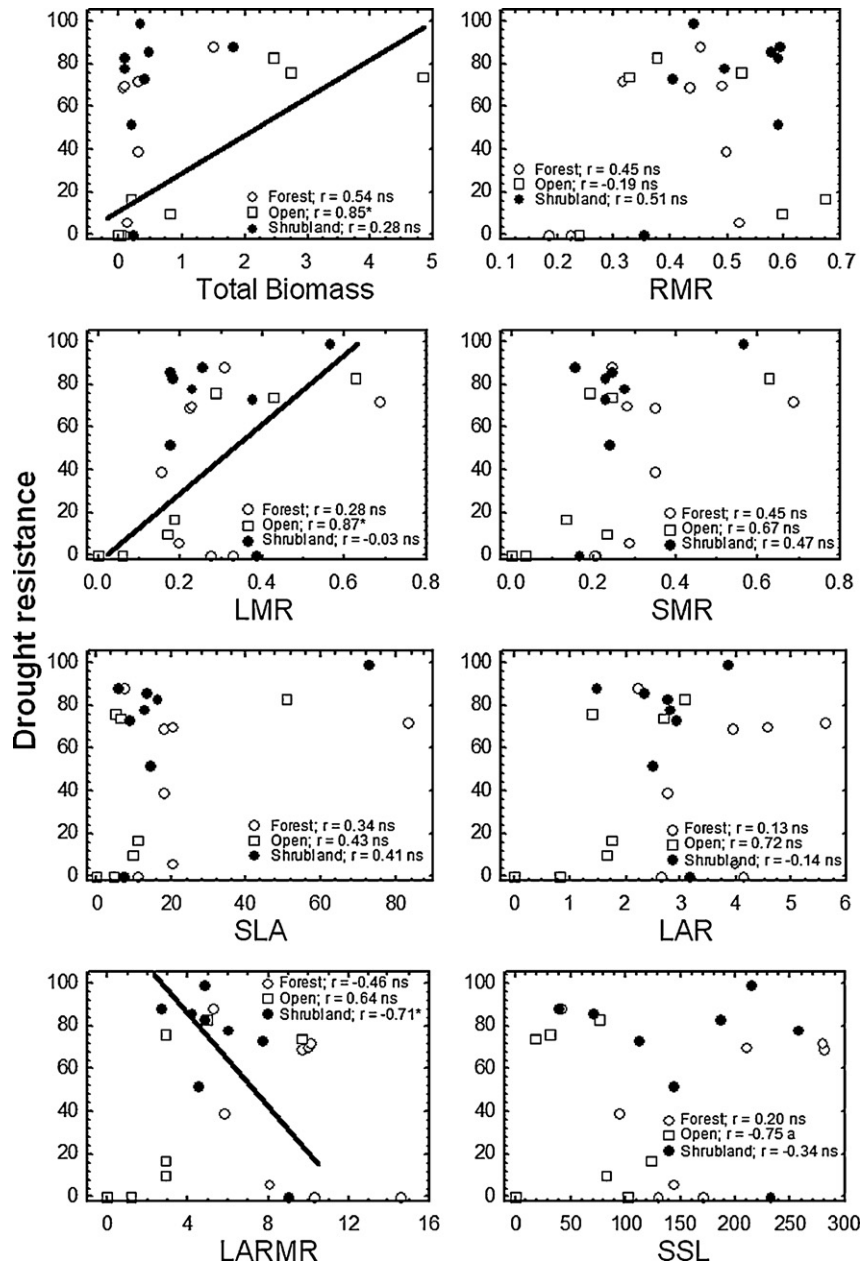 Drought resistance
100
80
60
40
20
0
Forest; r = 0.54 ns
Open; r = 0.85*
Shrubland; r = 0.28 ns
0 1 2 3 4 5
Total Biomass
100
80
60
40
20
0
Forest; r = 0.45 ns
Open; r = -0.19 ns
Shrubland; r = 0.51 ns
0.1 0.2 0.3 0.4 0.5 0.6 0.7
RMR
100
80
60
40
20
0
Forest; r = 0.28 ns
Open; r = 0.87*
Shrubland; r = -0.03 ns
0.0 0.2 0.4 0.6 0.8
LMR
100
80
60
40
20
0
Forest; r = 0.45 ns
Open; r = 0.67 ns
Shrubland; r = 0.47 ns
0.0 0.2 0.4 0.6 0.8
SMR
100
80
60
40
20
0
Forest; r = 0.34 ns
Open; r = 0.43 ns
Shrubland; r = 0.41 ns
0 20 40 60 80
SLA
100
80
60
40
20
0
Forest; r = 0.13 ns
Open; r = 0.72 ns
Shrubland; r = -0.14 ns
0 1 2 3 4 5 6
LAR
100
80
60
40
20
0
Forest; r = -0.46 ns
Open; r = 0.64 ns
Shrubland; r = -0.71*
0 4 8 12 16
LARMR
100
80
60
40
20
0
Forest; r = 0.20 ns
Open; r = -0.75 a
Shrubland; r = -0.34 ns
0 50 100 150 200 250 300
SSL